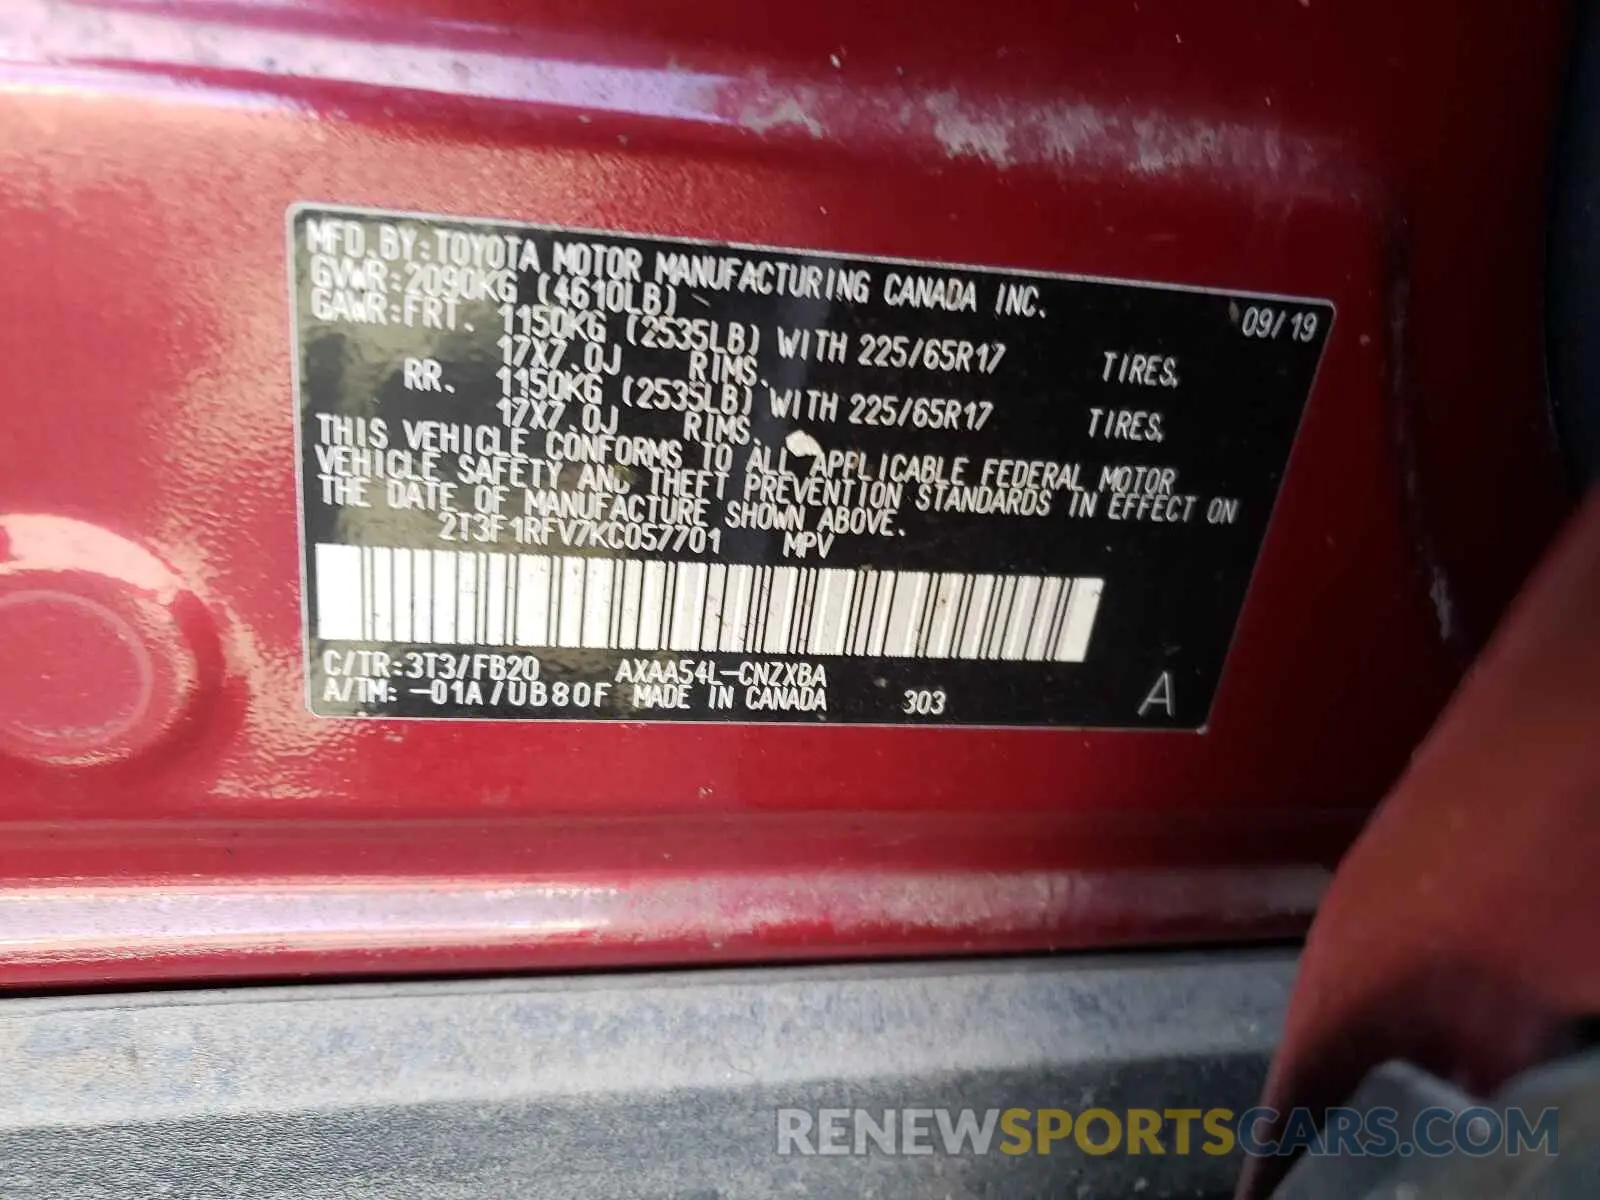 MFD.BY:TOYOTA MOTOR MANUFACTURING CANADA INC. 09/19
GVWR:2090KG (4610LB)
GAWR:FRT. 1150KG (2535LB) WITH 225/65R17 TIRES,
17X7.0J RIMS.
RR. 1150KG (2535LB) WITH 225/65R17 TIRES,
17X7.0J RIMS.
THIS VEHICLE CONFORMS TO ALL APPLICABLE FEDERAL MOTOR
VEHICLE SAFETY AND THEFT PREVENTION STANDARDS IN EFFECT ON
THE DATE OF MANUFACTURE SHOWN ABOVE.
2T3F1RFV7KC057701 MPV
C/TR:3T3/FB20 AXAA54L-CNZXBA
A/TM: -01A/UB80F MADE IN CANADA 303 A
RENEWSPORTSCARS.COM